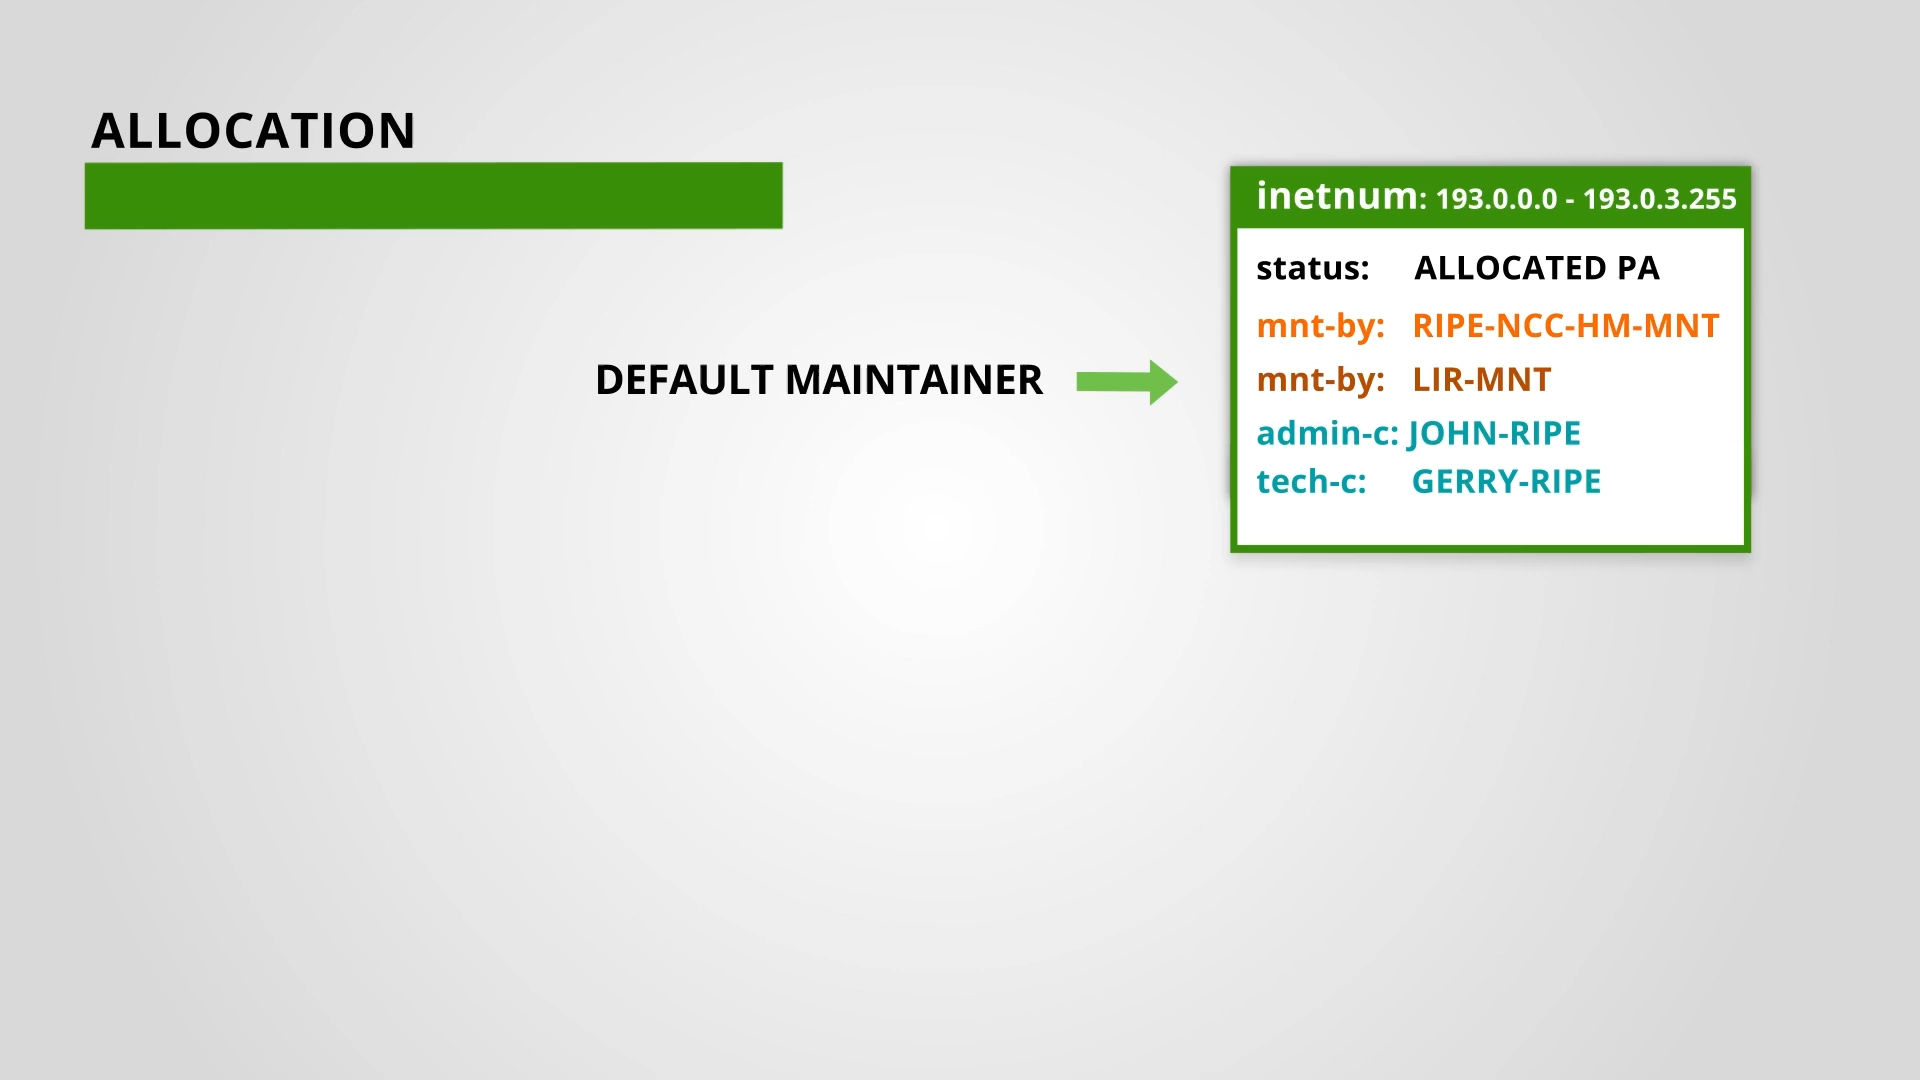 ALLOCATION
inetnum: 193.0.0.0 - 193.0.3.255
status: ALLOCATED PA
mnt-by: RIPE-NCC-HM-MNT
DEFAULT MAINTAINER
mnt-by: LIR-MNT
admin-c: JOHN-RIPE
tech-c: GERRY-RIPE